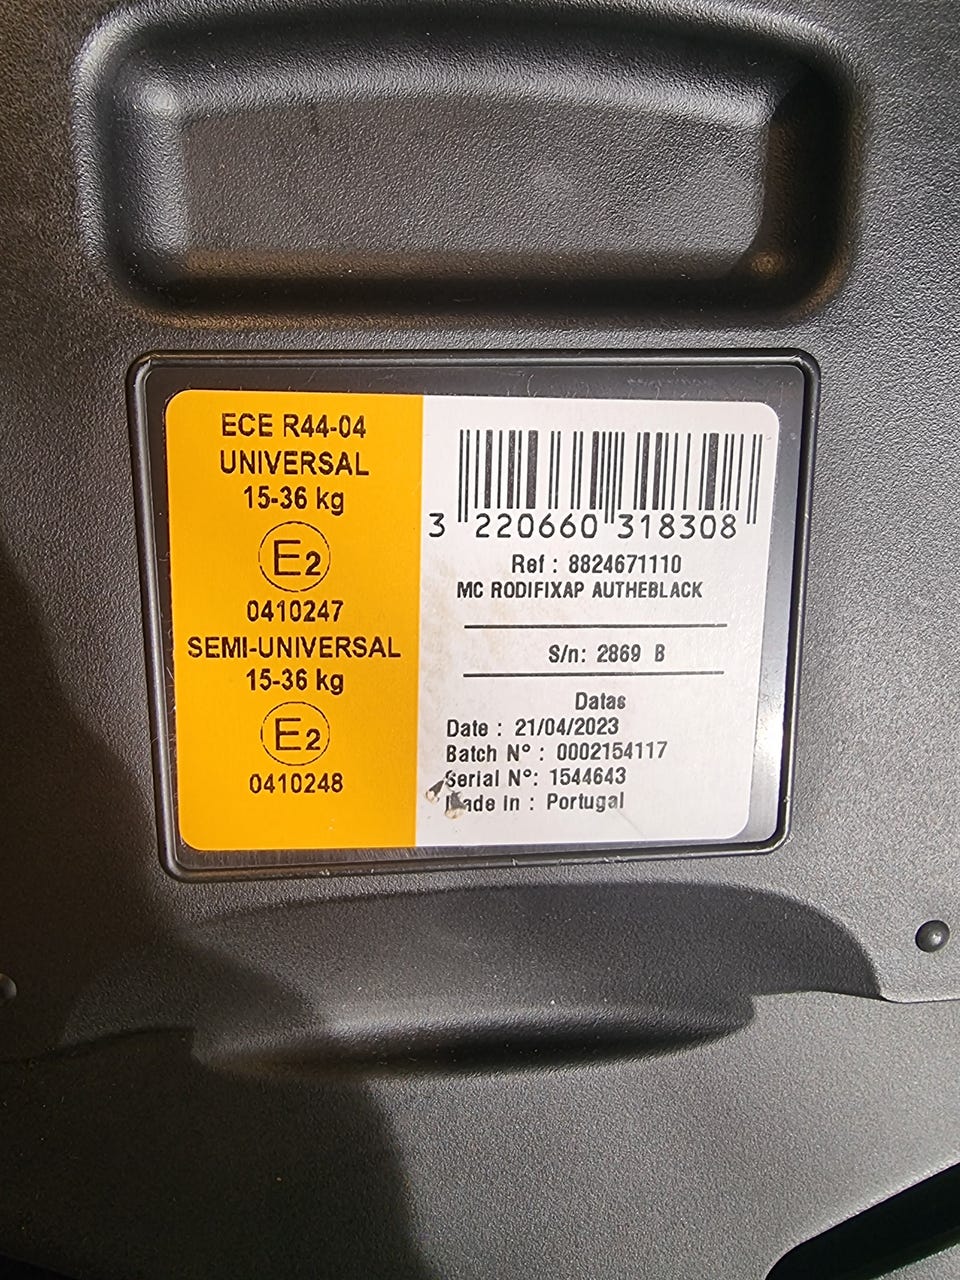 ECE R44-04
UNIVERSAL
15-36 kg
E2
0410247
SEMI-UNIVERSAL
15-36 kg
E2
0410248
3 220660 318308
Ref : 8824671110
MC RODIFIXAP AUTHEBLACK
S/n: 2869 B
Datas
Date : 21/04/2023
Batch N° : 0002154117
Serial N°: 1544643
Made in : Portugal